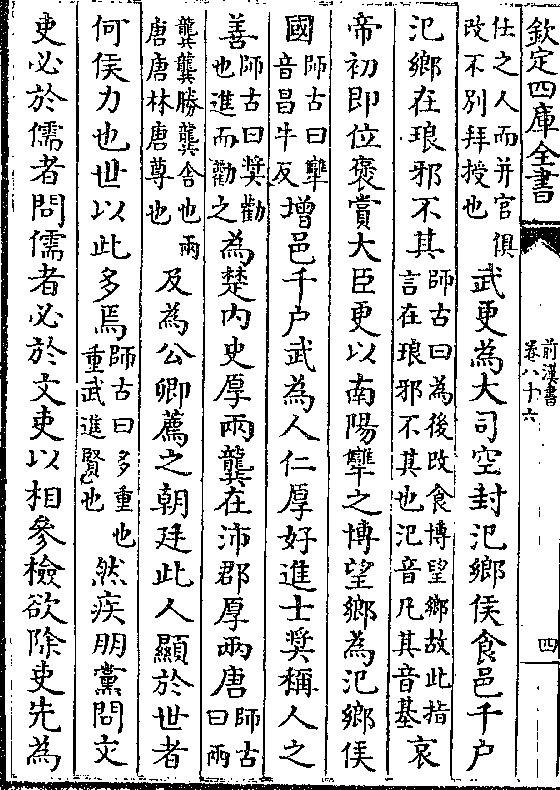 欽定四庫全書
前漢書
卷八十六
四
仕之人而并官俱改不別拜授也武更為大司空封氾鄉侯食邑千戶
氾鄉在琅邪不其師古曰為後改食博望鄉故此指言在琅邪不其也氾音凡其音基哀
帝初即位褒賞大臣更以南陽犨之博望鄉為氾鄉侯
國師古曰犨音昌牛反增邑千戶武為人仁厚好進士奬稱人之
善師古曰奬勸也進而勸之為楚內史厚兩龔在沛郡厚兩唐師古曰兩
龔龔勝龔舍也兩唐唐林唐尊也及為公卿薦之朝廷此人顯於世者
何侯力也世以此多焉師古曰多重也重武進賢也然疾朋黨問文
吏必於儒者問儒者必於文吏以相參檢欲除吏先為